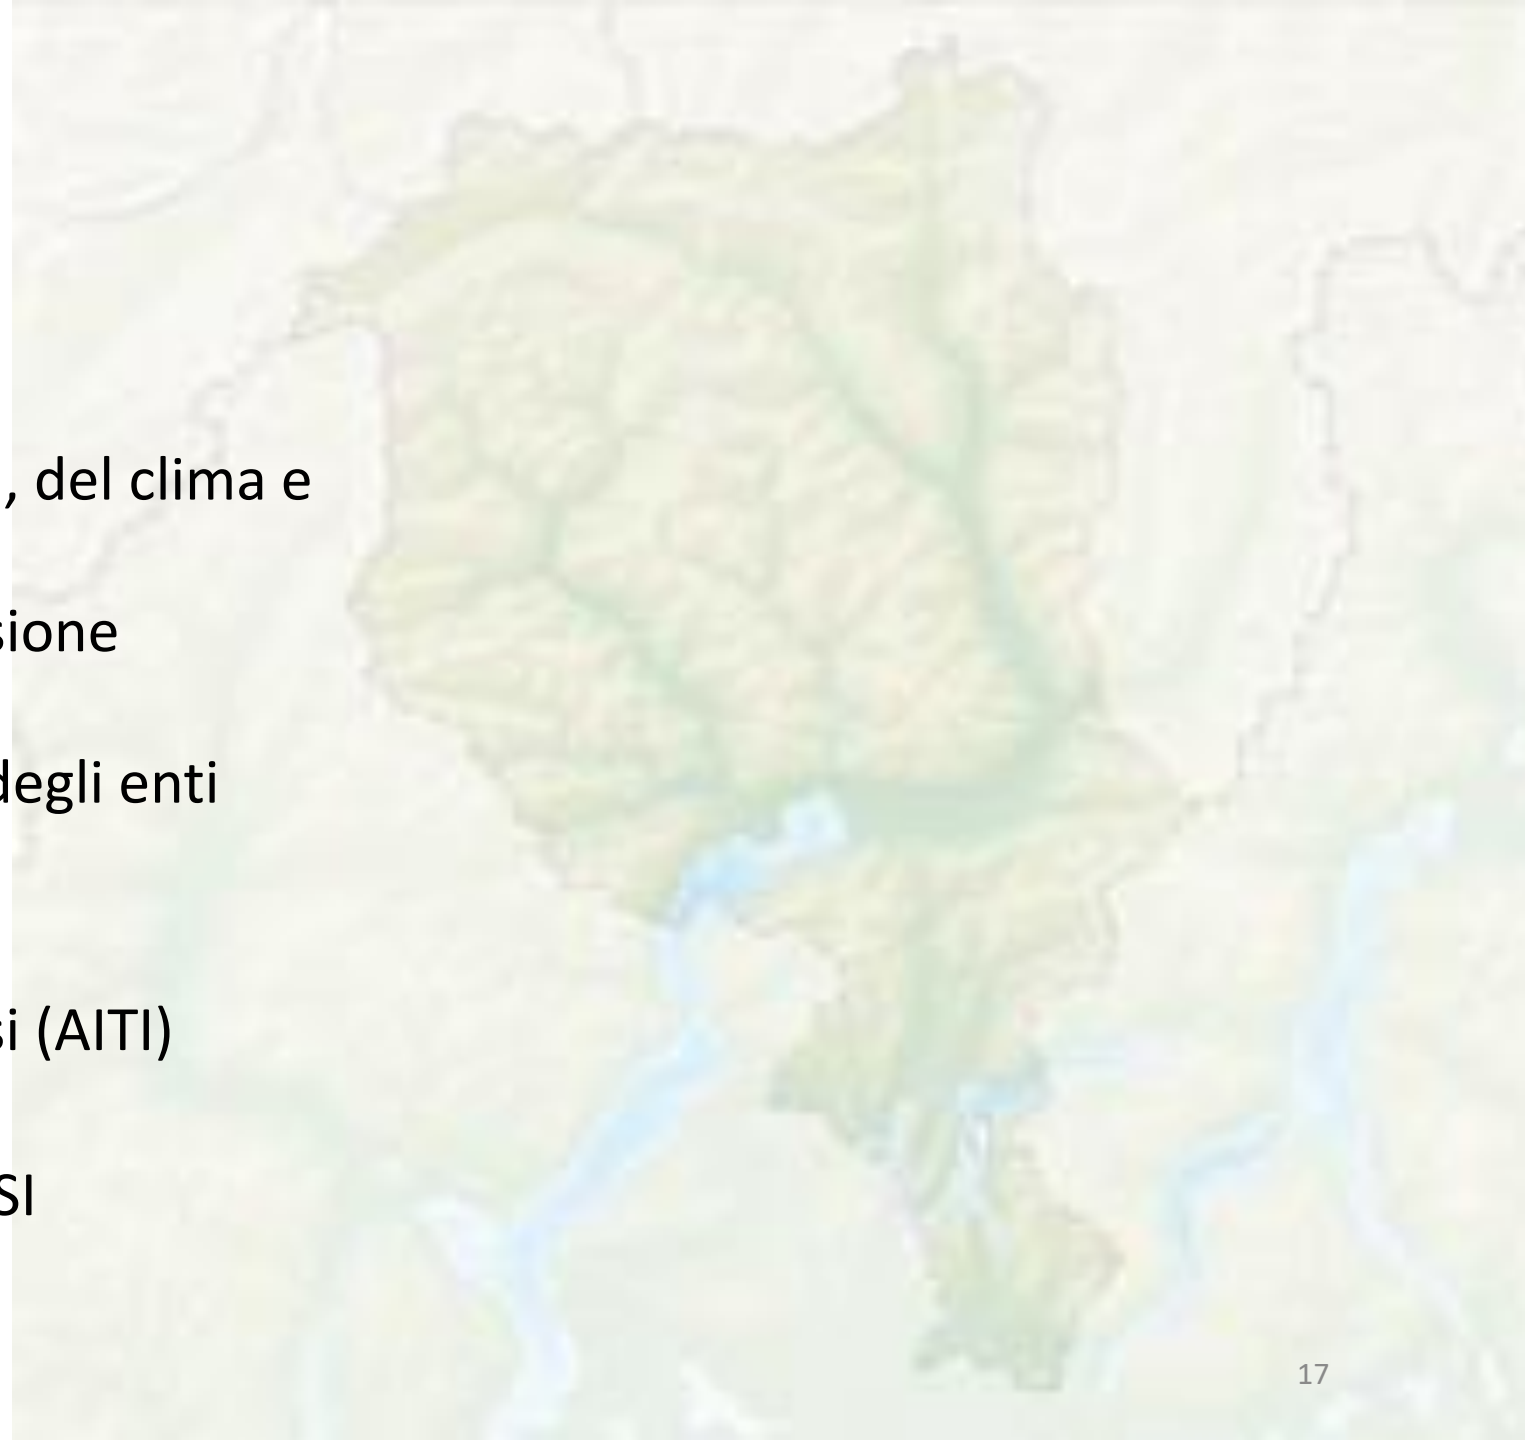 , del clima e
sione
degli enti
si (AITI)
SI
17